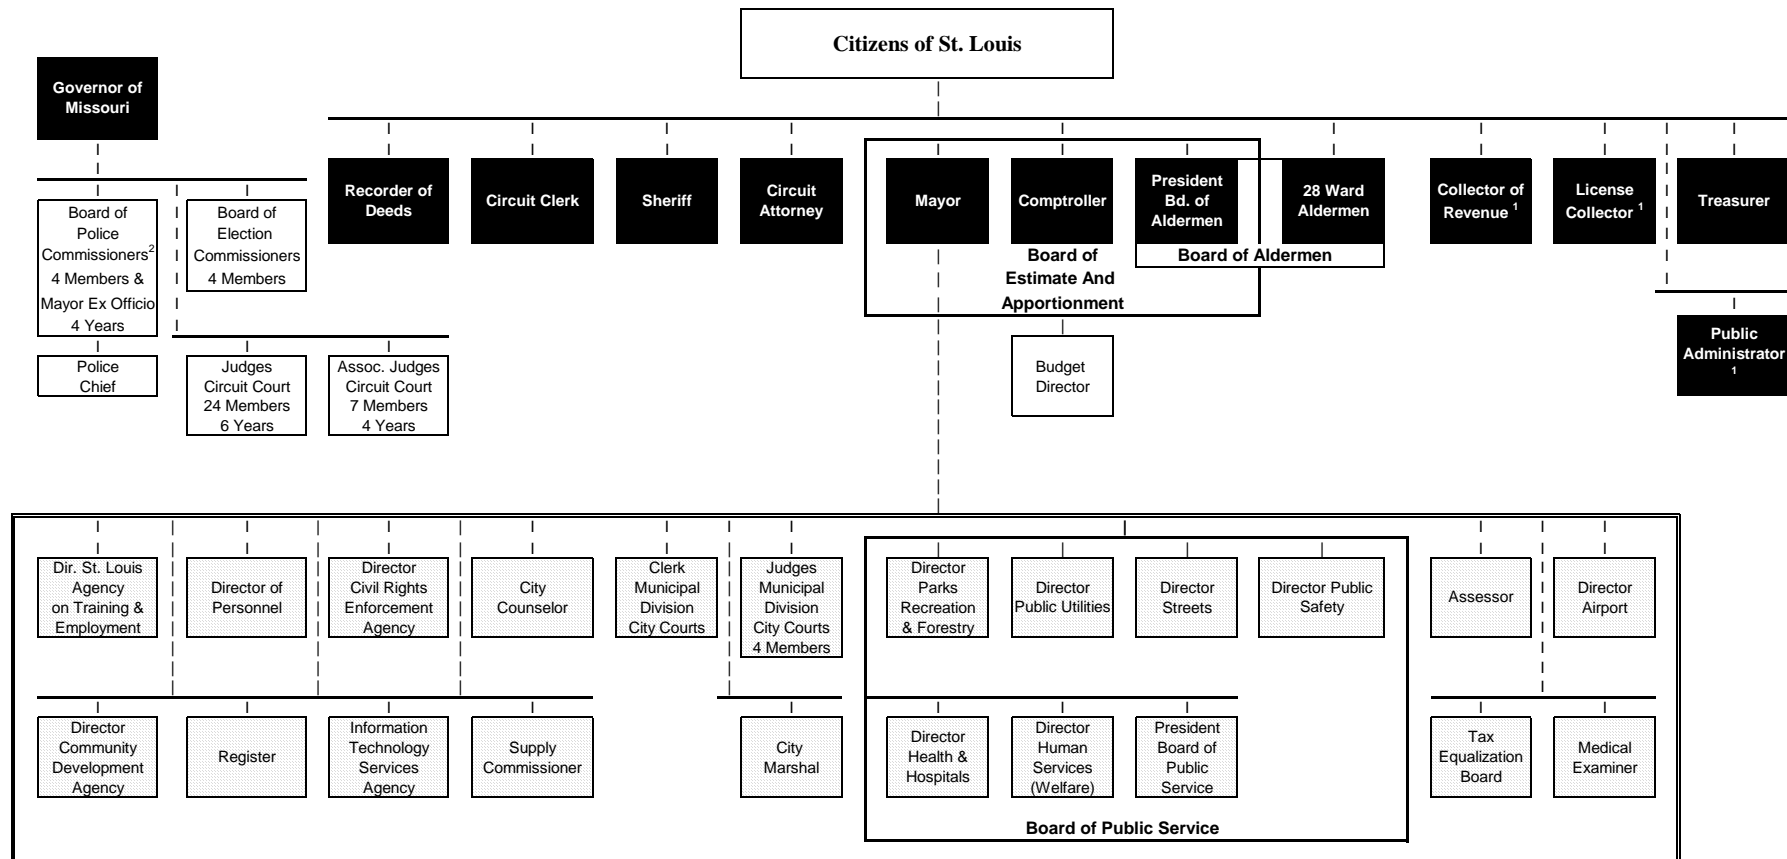 Citizens of St. Louis
Governor of
Missouri
Recorder of
Deeds
Circuit Clerk
Sheriff
Circuit
Attorney
Mayor
Comptroller
President
Bd. of
Aldermen
28 Ward
Aldermen
Collector of
Revenue 1
License
Collector 1
Treasurer
Board of
Police
Commissioners2
4 Members &
Mayor Ex Officio
4 Years
Board of
Election
Commissioners
4 Members
Board of
Estimate And
Apportionment
Board of Aldermen
Public
Administrator
1
Police
Chief
Judges
Circuit Court
24 Members
6 Years
Assoc. Judges
Circuit Court
7 Members
4 Years
Budget
Director
Dir. St. Louis
Agency
on Training &
Employment
Director of
Personnel
Director
Civil Rights
Enforcement
Agency
City
Counselor
Clerk
Municipal
Division
City Courts
Judges
Municipal
Division
City Courts
4 Members
Director
Parks
Recreation
& Forestry
Director
Public Utilities
Director
Streets
Director Public
Safety
Assessor
Director
Airport
Director
Community
Development
Agency
Register
Information
Technology
Services
Agency
Supply
Commissioner
City
Marshal
Director
Health &
Hospitals
Director
Human
Services
(Welfare)
President
Board of
Public
Service
Tax
Equalization
Board
Medical
Examiner
Board of Public Service